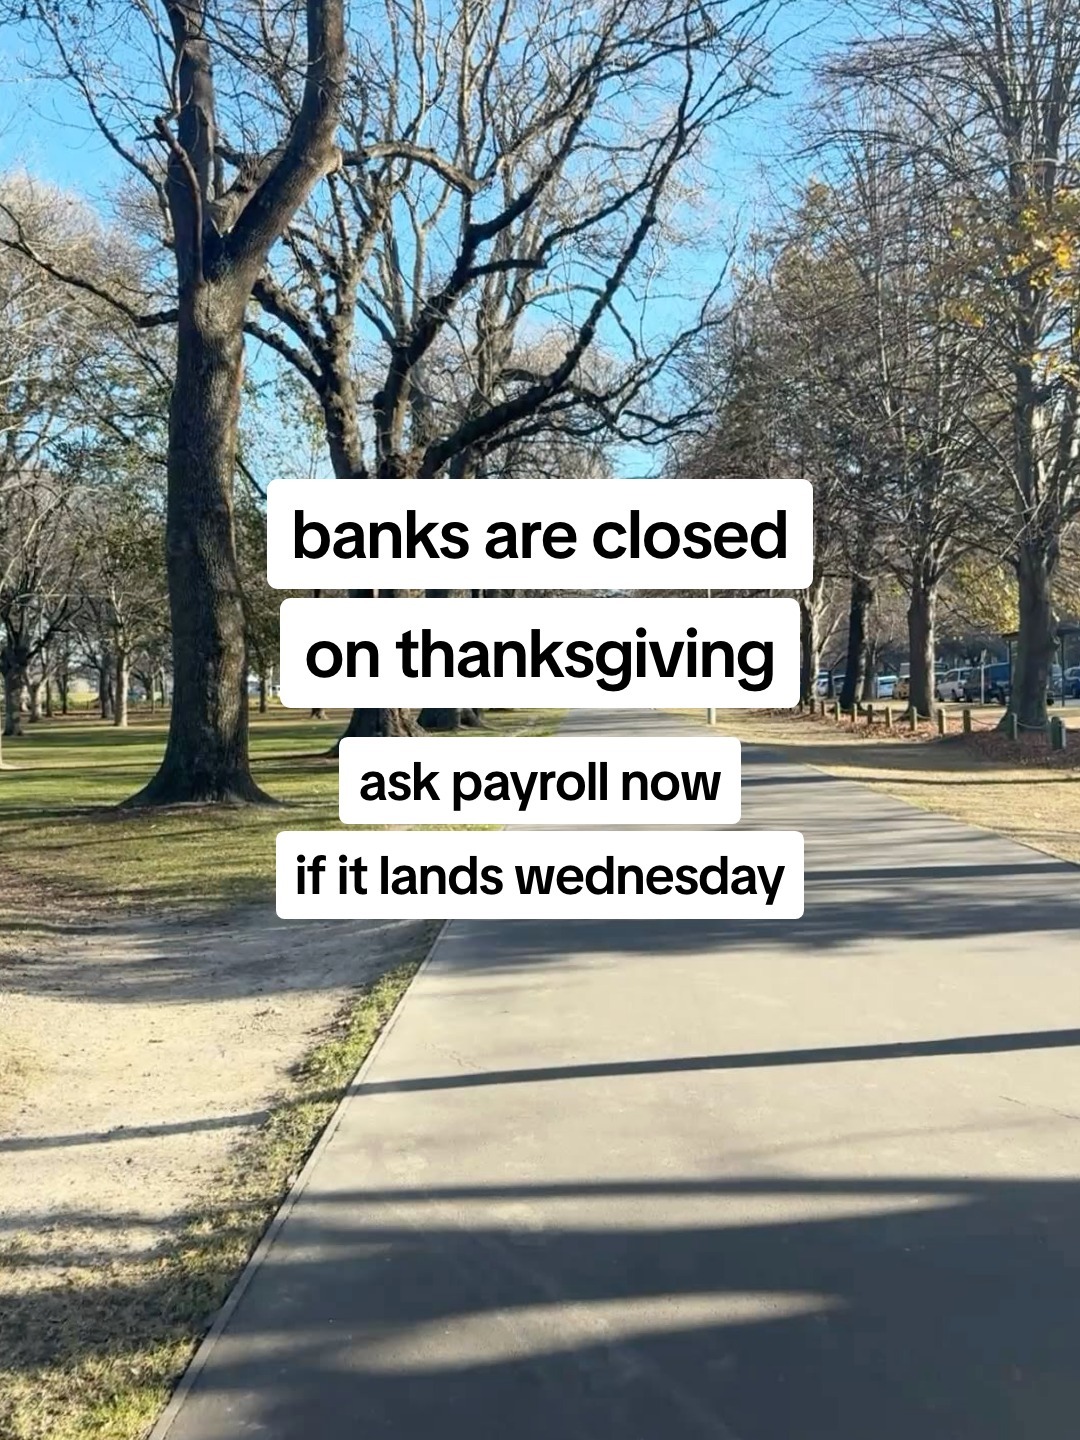 banks are closed
on thanksgiving
ask payroll now
if it lands wednesday